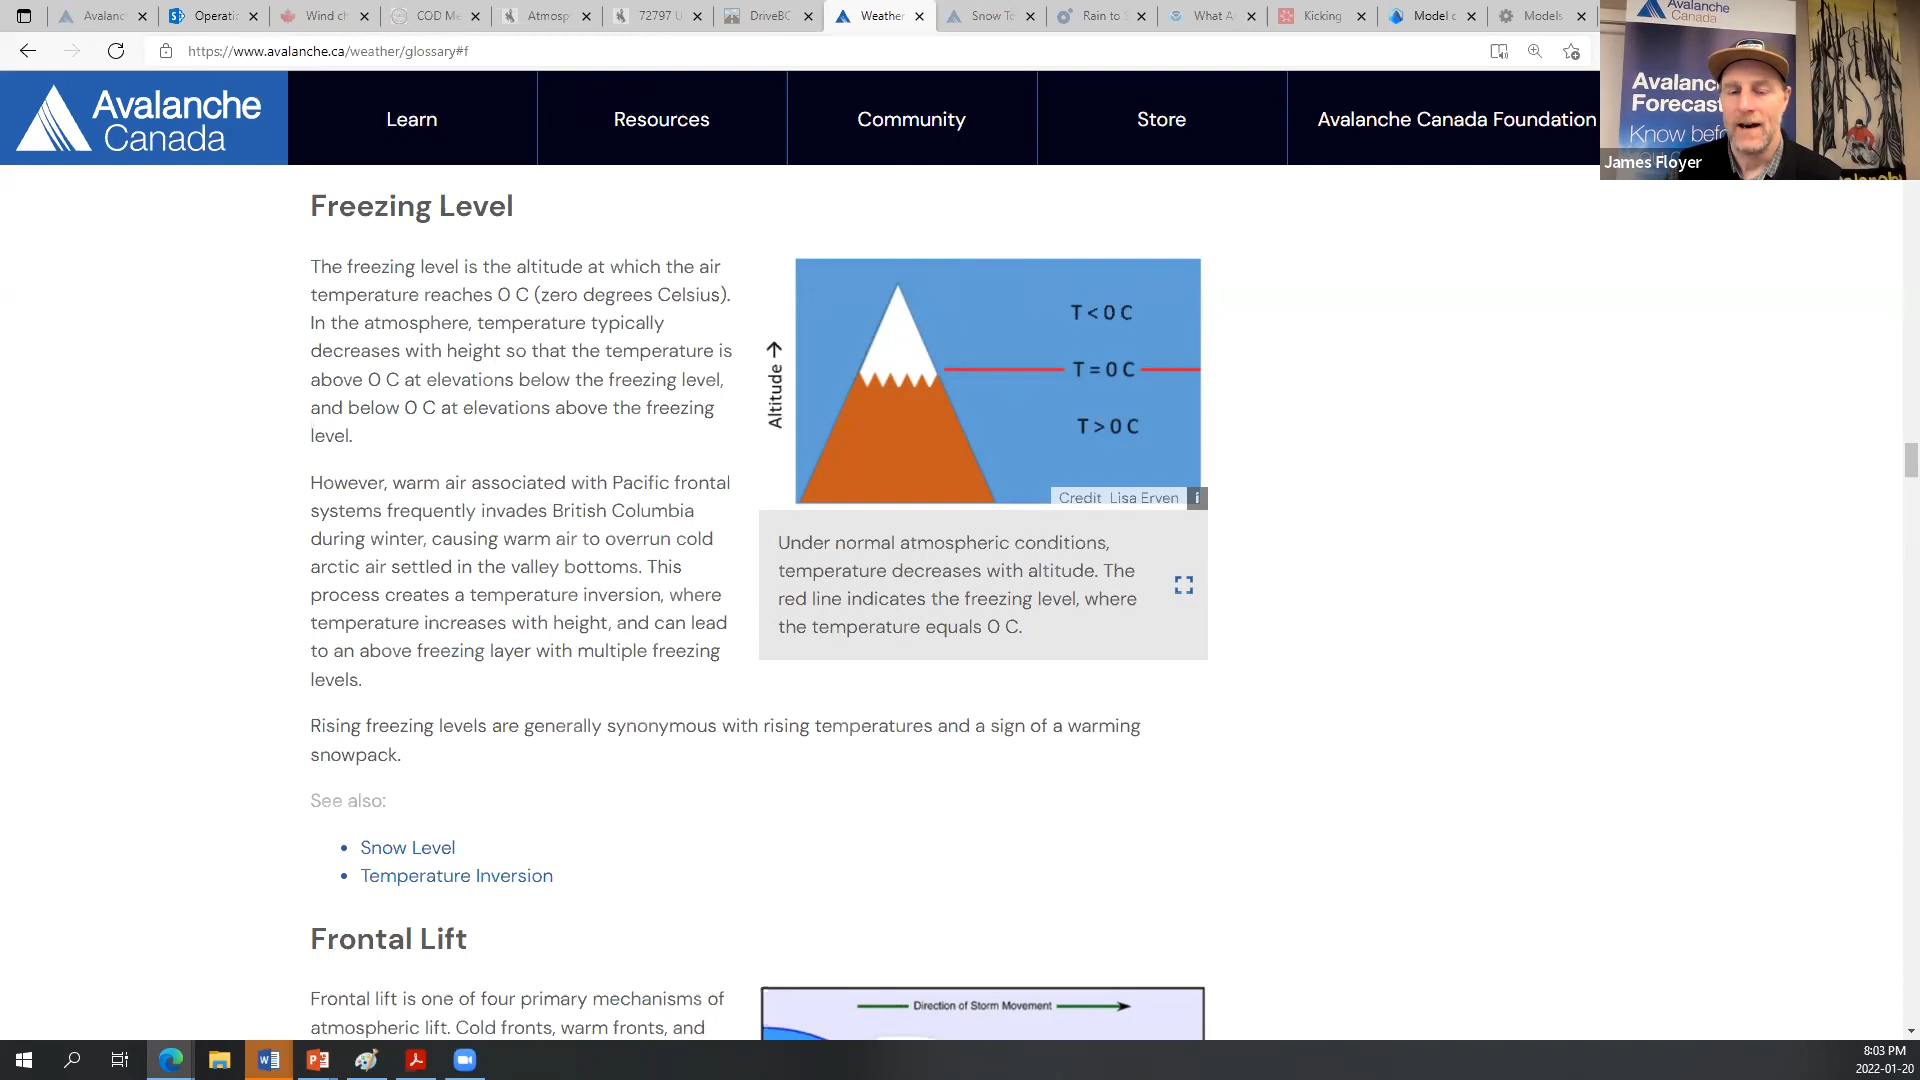 Avalanc
Operati
Wind ch
COD Me
Atmosp
72797 U
DriveBC
Weather
Snow To
Rain to S
What A
Kicking
Model c
Models
https://www.avalanche.ca/weather/glossary#f
Avalanche
Canada
Learn
Resources
Community
Store
Avalanche Canada Foundation
Avalanche
Canada
Avalanc
Forecast
Know befo
James Floyer
Freezing Level
The freezing level is the altitude at which the air
temperature reaches 0 C (zero degrees Celsius).
In the atmosphere, temperature typically
decreases with height so that the temperature is
above 0 C at elevations below the freezing level,
and below 0 C at elevations above the freezing
level.
However, warm air associated with Pacific frontal
systems frequently invades British Columbia
during winter, causing warm air to overrun cold
arctic air settled in the valley bottoms. This
process creates a temperature inversion, where
temperature increases with height, and can lead
to an above freezing layer with multiple freezing
levels.
Altitude →
T < 0 C
T = 0 C
T > 0 C
Credit Lisa Erven
i
Under normal atmospheric conditions,
temperature decreases with altitude. The
red line indicates the freezing level, where
the temperature equals 0 C.
Rising freezing levels are generally synonymous with rising temperatures and a sign of a warming
snowpack.
See also:
• Snow Level
• Temperature Inversion
Frontal Lift
Frontal lift is one of four primary mechanisms of
atmospheric lift. Cold fronts, warm fronts, and
Direction of Storm Movement
8:03 PM
2022-01-20